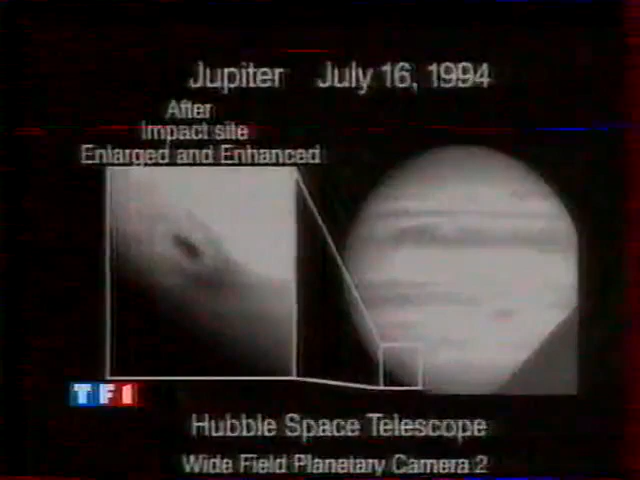 Jupiter July 16, 1994
After
Impact site
Enlarged and Enhanced
TF1
Hubble Space Telescope
Wide Field Planetary Camera 2